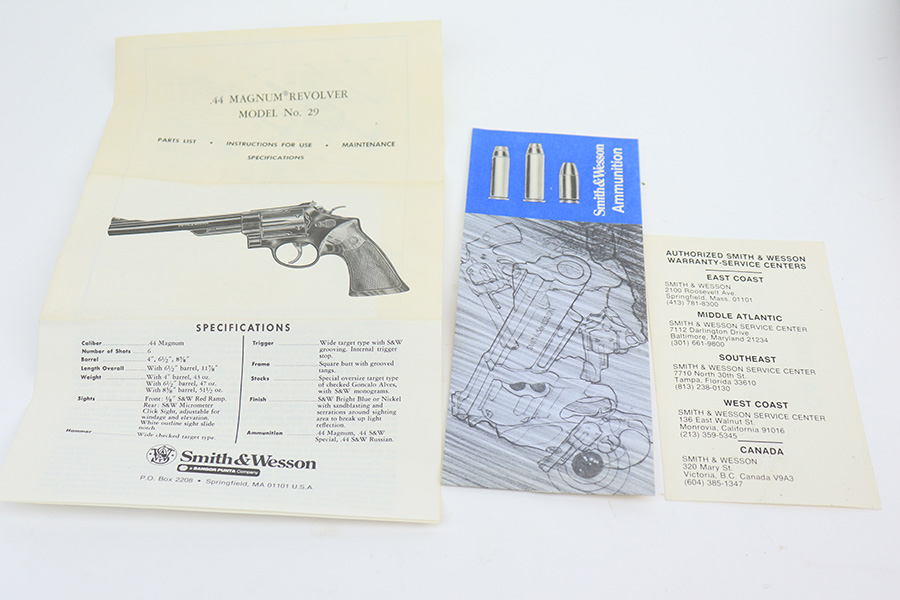 .44 MAGNUM® REVOLVER
MODEL No. 29
PARTS LIST • INSTRUCTIONS FOR USE • MAINTENANCE
SPECIFICATIONS
SPECIFICATIONS
Caliber .44 Magnum
Number of Shots 6
Barrel 4", 6½", 8⅜"
Length Overall With 6½" barrel, 11⅞"
Weight With 4" barrel, 43 oz.
With 6½" barrel, 47 oz.
With 8⅜" barrel, 51½ oz.
Sights Front: ⅛" S&W Red Ramp.
Rear: S&W Micrometer
Click Sight, adjustable for
windage and elevation.
White outline sight slide
notch.
Hammer Wide checked target type.
Trigger Wide target type with S&W
grooving. Internal trigger
stop.
Frame Square butt with grooved
tangs.
Stocks Special oversize target type
of checked Goncalo Alves,
with S&W monograms.
Finish S&W Bright Blue or Nickel
with sandblasting and
serrations around sighting
area to break up light
reflection.
Ammunition .44 Magnum, .44 S&W
Special, .44 S&W Russian.
Smith & Wesson
A BANGOR PUNTA Company
P.O. Box 2208 • Springfield, MA 01101 U.S.A.
Smith & Wesson
Ammunition
AUTHORIZED SMITH & WESSON
WARRANTY-SERVICE CENTERS
EAST COAST
SMITH & WESSON
2100 Roosevelt Ave.
Springfield, Mass. 01101
(413) 781-8300
MIDDLE ATLANTIC
SMITH & WESSON SERVICE CENTER
7112 Darlington Drive
Baltimore, Maryland 21234
(301) 661-9800
SOUTHEAST
SMITH & WESSON SERVICE CENTER
7710 North 30th St.
Tampa, Florida 33610
(813) 238-0130
WEST COAST
SMITH & WESSON SERVICE CENTER
136 East Walnut St.
Monrovia, California 91016
(213) 359-5345
CANADA
SMITH & WESSON
320 Mary St.
Victoria, B.C. Canada V9A3
(604) 385-1347